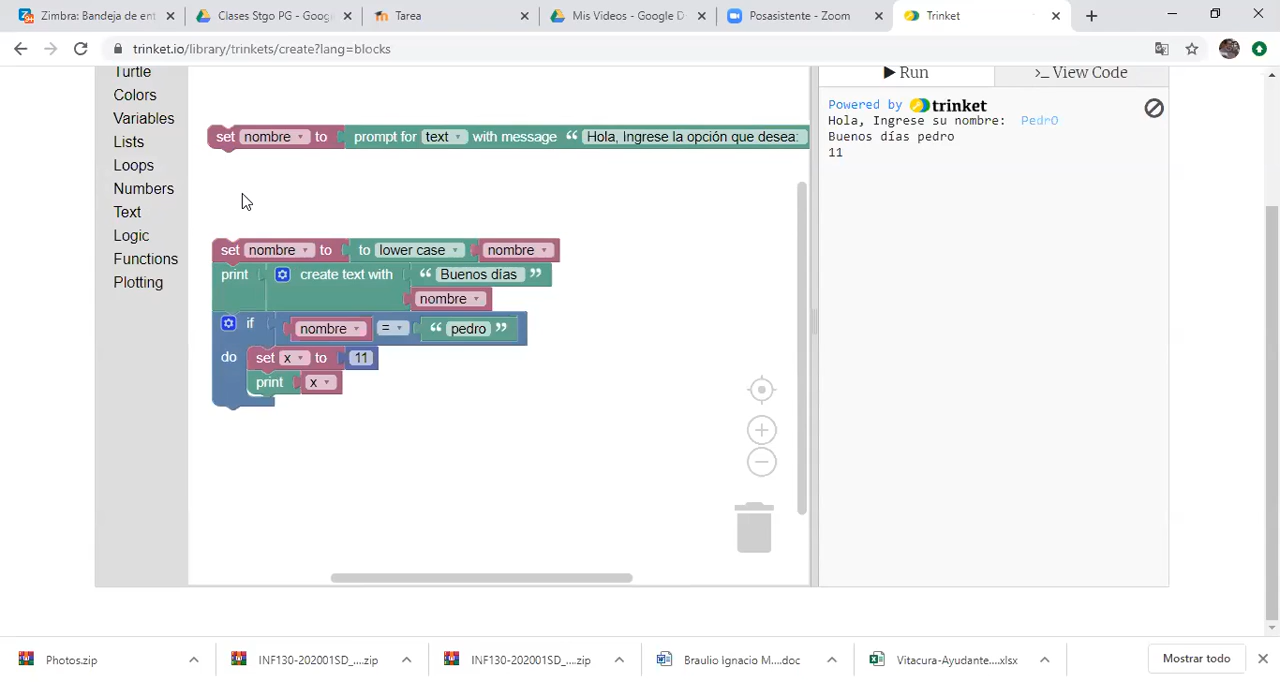 Zimbra: Bandeja de ent
Clases Stgo PG - Goog
Tarea
Mis Videos - Google D
Posasistente - Zoom
Trinket
trinket.io/library/trinkets/create?lang=blocks
Turtle
Colors
Variables
Lists
Loops
Numbers
Text
Logic
Functions
Plotting
set nombre to prompt for text with message “ Hola, Ingrese la opción que desea:
set nombre to to lower case nombre
print create text with “ Buenos días ”
nombre
if nombre = “ pedro ”
do set x to 11
print x
Run
>_ View Code
Powered by trinket
Hola, Ingrese su nombre: PedrO
Buenos días pedro
11
Photos.zip
INF130-202001SD_....zip
INF130-202001SD_....zip
Braulio Ignacio M....doc
Vitacura-Ayudante....xlsx
Mostrar todo